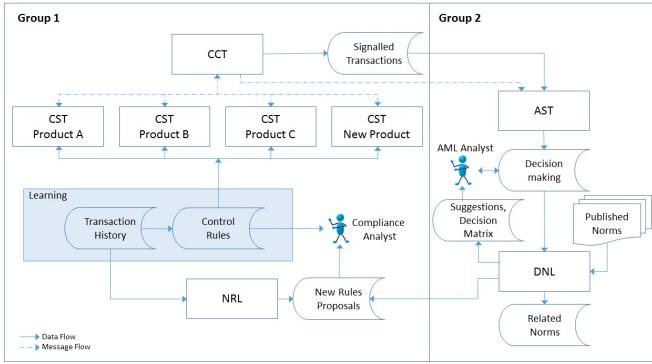 Group 1
Group 2
CCT
Signalled
Transactions
CST
Product A
CST
Product B
CST
Product C
CST
New Product
AST
AML Analyst
Decision
making
Learning
Transaction
History
Control
Rules
Compliance
Analyst
Suggestions,
Decision
Matrix
Published
Norms
NRL
New Rules
Proposals
DNL
Related
Norms
Data Flow
Message Flow